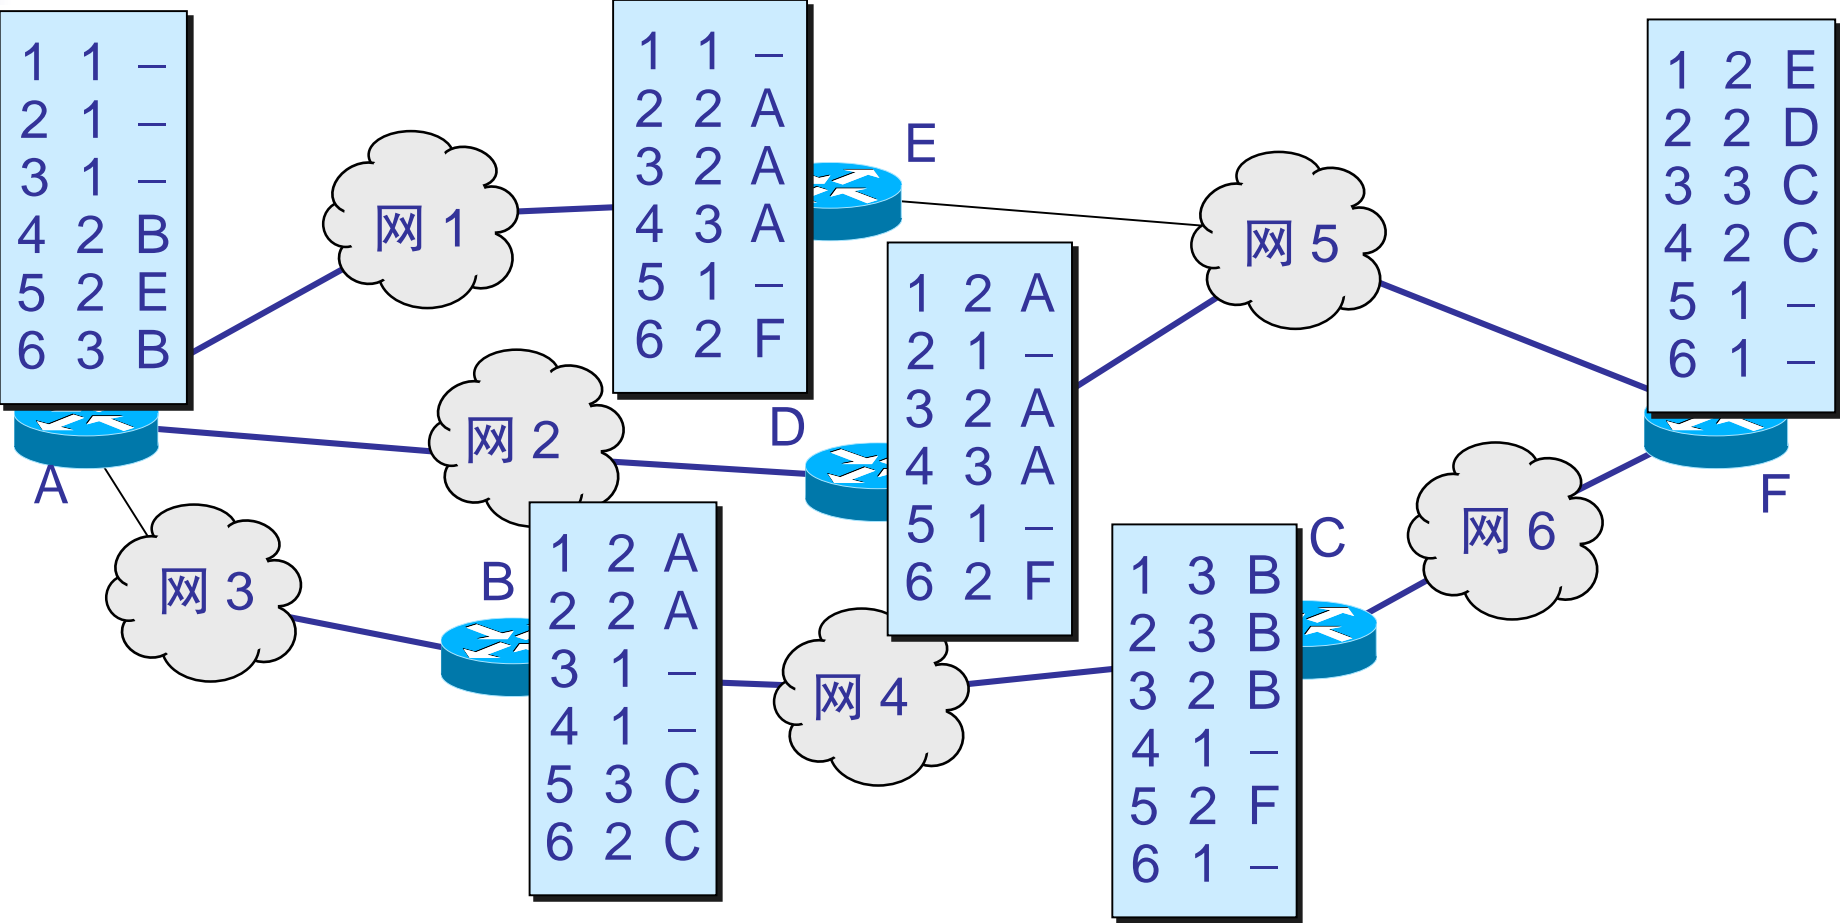 1 1 –
2 1 –
3 1 –
4 2 B
5 2 E
6 3 B
A
网 1
1 1 –
2 2 A
3 2 A
4 3 A
5 1 –
6 2 F
E
网 5
1 2 E
2 2 D
3 3 C
4 2 C
5 1 –
6 1 –
F
网 2
D
1 2 A
2 1 –
3 2 A
4 3 A
5 1 –
6 2 F
网 3
B
1 2 A
2 2 A
3 1 –
4 1 –
5 3 C
6 2 C
网 4
1 3 B
2 3 B
3 2 B
4 1 –
5 2 F
6 1 –
C
网 6